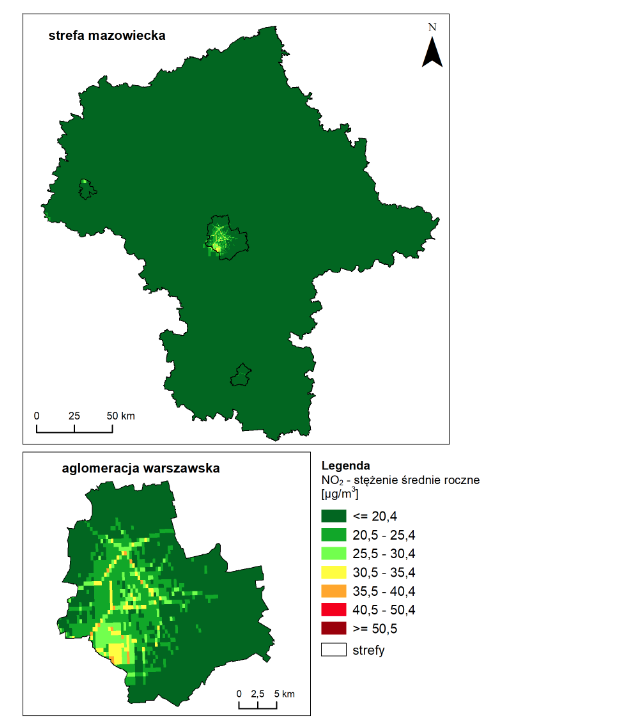 strefa mazowiecka
N
0 25 50 km
aglomeracja warszawska
0 2,5 5 km
Legenda
NO₂ - stężenie średnie roczne
[µg/m³]
<= 20,4
20,5 - 25,4
25,5 - 30,4
30,5 - 35,4
35,5 - 40,4
40,5 - 50,4
>= 50,5
strefy